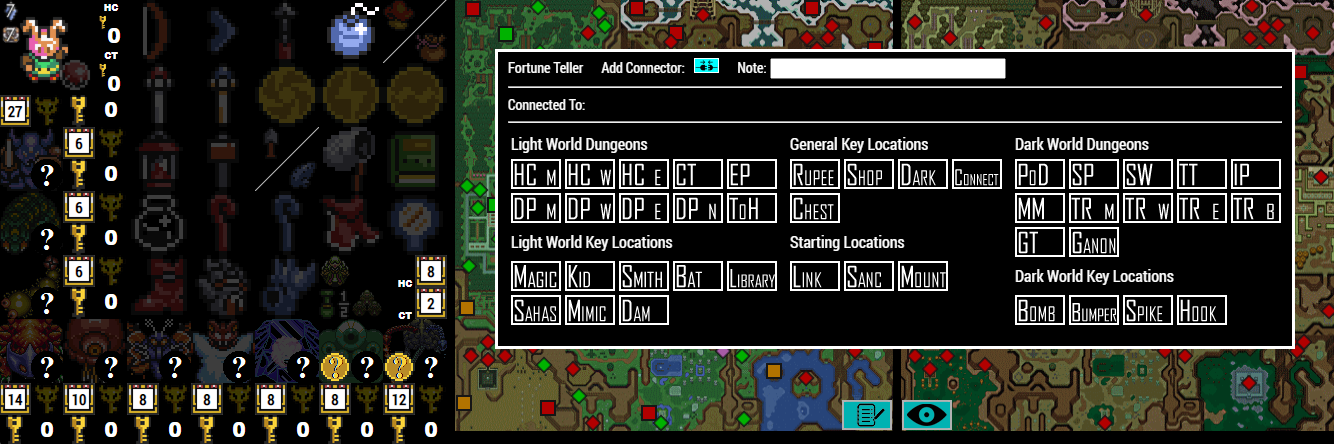 HC
0
CT
0
27
0
6
?
0
6
?
0
6
?
0
8
HC
2
CT
1/2
? ? ? ? ? ? ?
14 10 8 8 8 8 12
0 0 0 0 0 0 0
Fortune Teller Add Connector: Note:
Connected To:
Light World Dungeons
HC M HC W HC E CT EP
DP M DP W DP E DP N TOH
Light World Key Locations
MAGIC KID SMITH BAT LIBRARY
SAHAS MIMIC DAM
General Key Locations
RUPEE SHOP DARK CONNECT
CHEST
Starting Locations
LINK SANC MOUNT
Dark World Dungeons
POD SP SW TT IP
MM TR M TR W TR E TR B
GT GANON
Dark World Key Locations
BOMB BUMPER SPIKE HOOK